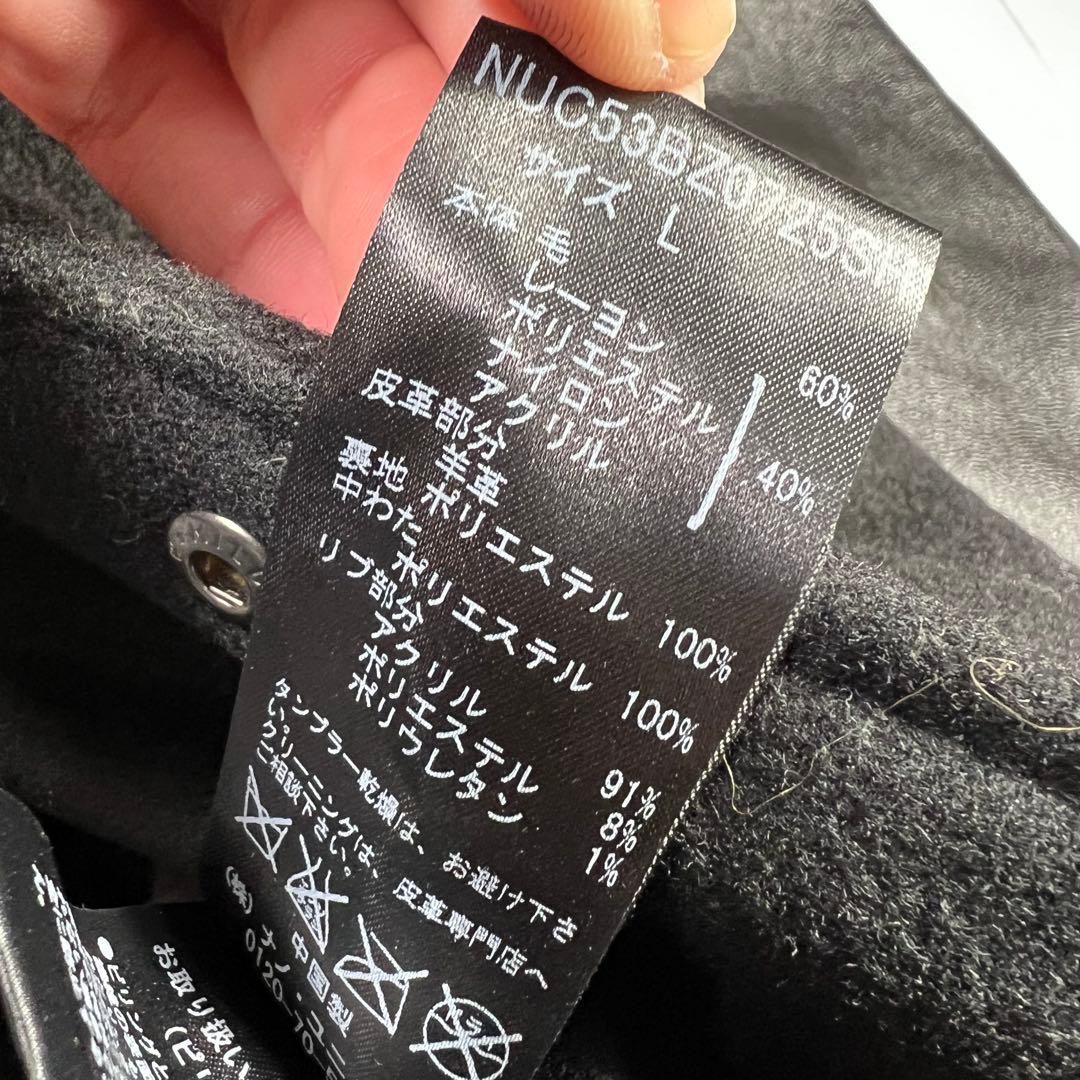 NUC53B20725SH
サイズ L
本体 毛 60%
レーヨン
ポリエステル
ナイロン
アクリル 40%
皮革部分
羊革
裏地 ポリエステル 100%
中わた
ポリエステル 100%
リブ部分
アクリル 91%
ポリエステル 8%
ポリウレタン 1%
タンブラー乾燥は、お避け下さ
い。クリーニングは、皮革専門店へ
ご相談下さい。
中国製
(株)
0120-10-
お取り扱い